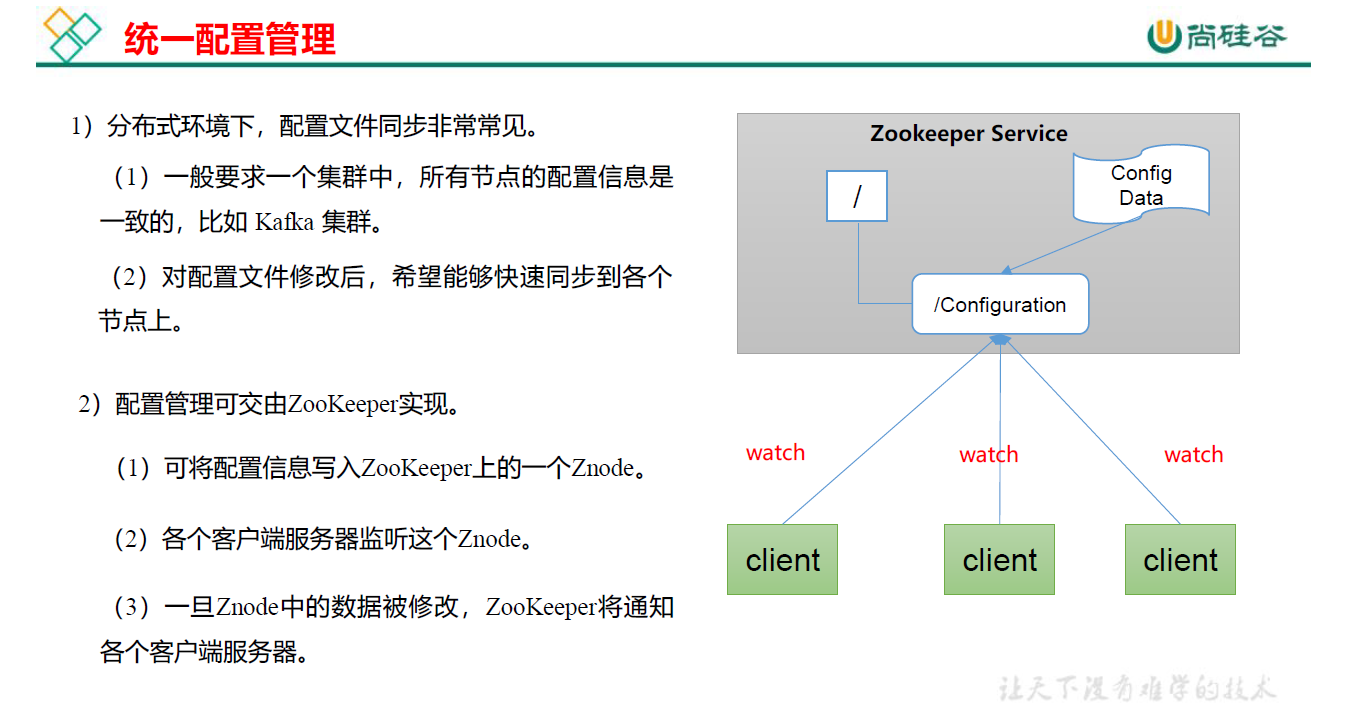 统一配置管理
尚硅谷
1）分布式环境下，配置文件同步非常常见。
（1）一般要求一个集群中，所有节点的配置信息是
一致的，比如 Kafka 集群。
（2）对配置文件修改后，希望能够快速同步到各个
节点上。
2）配置管理可交由ZooKeeper实现。
（1）可将配置信息写入ZooKeeper上的一个Znode。
（2）各个客户端服务器监听这个Znode。
（3）一旦Znode中的数据被修改，ZooKeeper将通知
各个客户端服务器。
Zookeeper Service
/
Config
Data
/Configuration
watch
watch
watch
client
client
client
让天下没有难学的技术